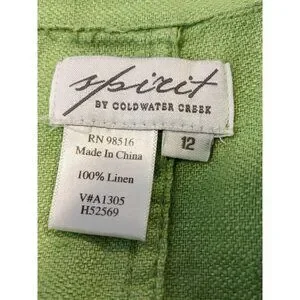 spirit
BY COLDWATER CREEK
12
RN 98516
Made In China
100% Linen
V#A1305
H52569